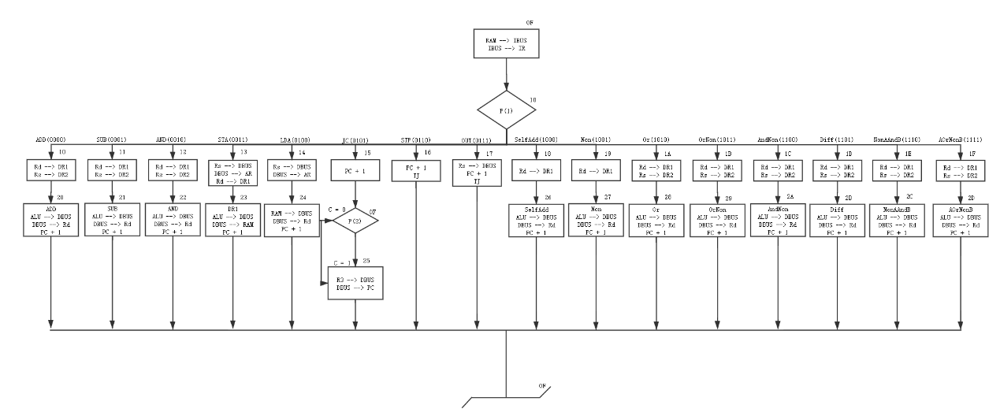 0F
RAM --> IBUS
IBUS --> IR
10
P(1)
ADD(0000)
SUB(0001)
AND(0010)
STA(0011)
LDA(0100)
JC(0101)
STP(0110)
OUT(0111)
SelfAdd(1000)
Non(1001)
Or(1010)
OrNon(1011)
AndNon(1100)
Diff(1101)
NonAAndB(1110)
AOrNonB(1111)
10
11
12
13
14
15
16
17
18
19
1A
1B
1C
1D
1E
1F
Rd --> DR1
Rs --> DR2
Rd --> DR1
Rs --> DR2
Rd --> DR1
Rs --> DR2
Rs --> DBUS
DBUS --> AR
Rd --> DR1
Rs --> DBUS
DBUS --> AR
PC + 1
PC + 1
TJ
Rs --> DBUS
PC + 1
TJ
Rd --> DR1
Rd --> DR1
Rd --> DR1
Rs --> DR2
Rd --> DR1
Rs --> DR2
Rd --> DR1
Rs --> DR2
Rd --> DR1
Rs --> DR2
Rd --> DR1
Rs --> DR2
Rd --> DR1
Rs --> DR2
20
21
22
23
24
26
27
28
29
2A
2B
2C
2D
ADD
ALU --> DBUS
DBUS --> Rd
PC + 1
SUB
ALU --> DBUS
DBUS --> Rd
PC + 1
AND
ALU --> DBUS
DBUS --> Rd
PC + 1
DR1
ALU --> DBUS
DBUS --> RAM
PC + 1
RAM --> DBUS
DBUS --> Rd
PC + 1
C = 0
0F
P(2)
SelfAdd
ALU --> DBUS
DBUS --> Rd
PC + 1
Non
ALU --> DBUS
DBUS --> Rd
PC + 1
Or
ALU --> DBUS
DBUS --> Rd
PC + 1
OrNon
ALU --> DBUS
DBUS --> Rd
PC + 1
AndNon
ALU --> DBUS
DBUS --> Rd
PC + 1
Diff
ALU --> DBUS
DBUS --> Rd
PC + 1
NonAAndB
ALU --> DBUS
DBUS --> Rd
PC + 1
AOrNonB
ALU --> DBUS
DBUS --> Rd
PC + 1
C = 1
25
R3 --> DBUS
DBUS --> PC
0F